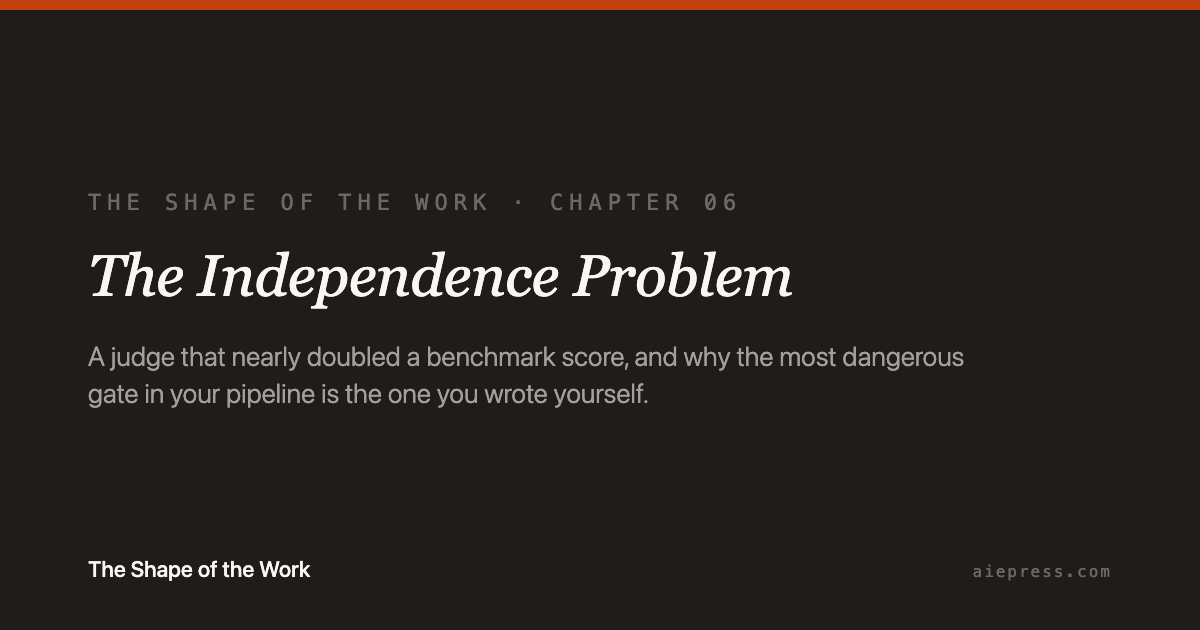 THE SHAPE OF THE WORK · CHAPTER 06
The Independence Problem
A judge that nearly doubled a benchmark score, and why the most dangerous
gate in your pipeline is the one you wrote yourself.
The Shape of the Work
aiepress.com